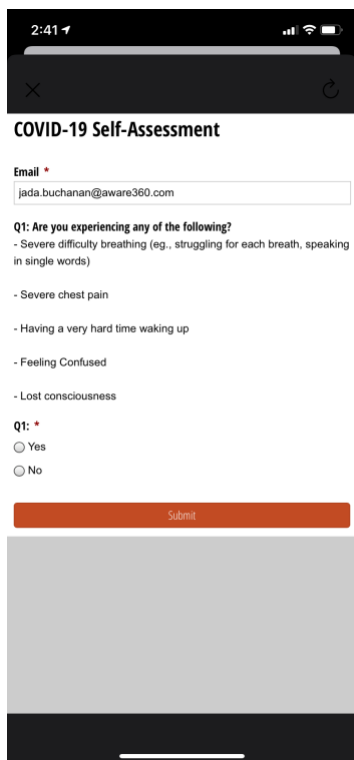 2:41
COVID-19 Self-Assessment
Email *
jada.buchanan@aware360.com
Q1: Are you experiencing any of the following?
- Severe difficulty breathing (eg., struggling for each breath, speaking
in single words)
- Severe chest pain
- Having a very hard time waking up
- Feeling Confused
- Lost consciousness
Q1: *
Yes
No
Submit